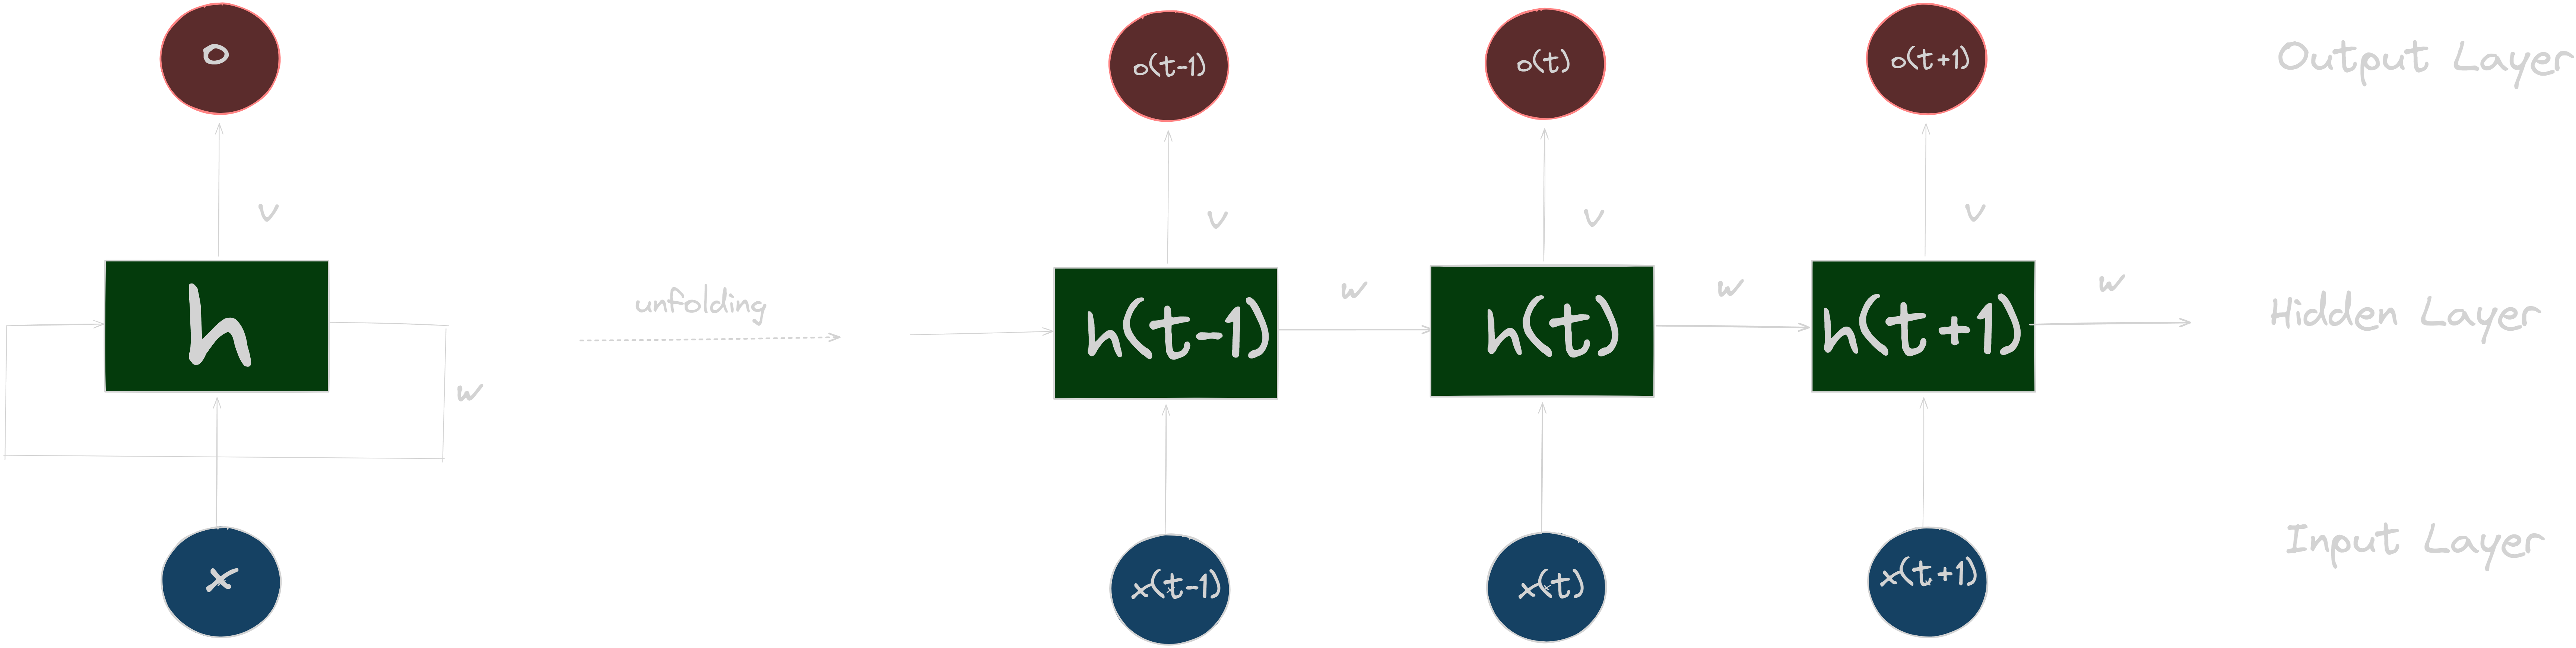 o
o(t-1)
o(t)
o(t+1)
Output Layer
v
v
v
v
h
unfolding
h(t-1)
w
h(t)
w
h(t+1)
w
Hidden Layer
w
x
x(t-1)
x(t)
x(t+1)
Input Layer